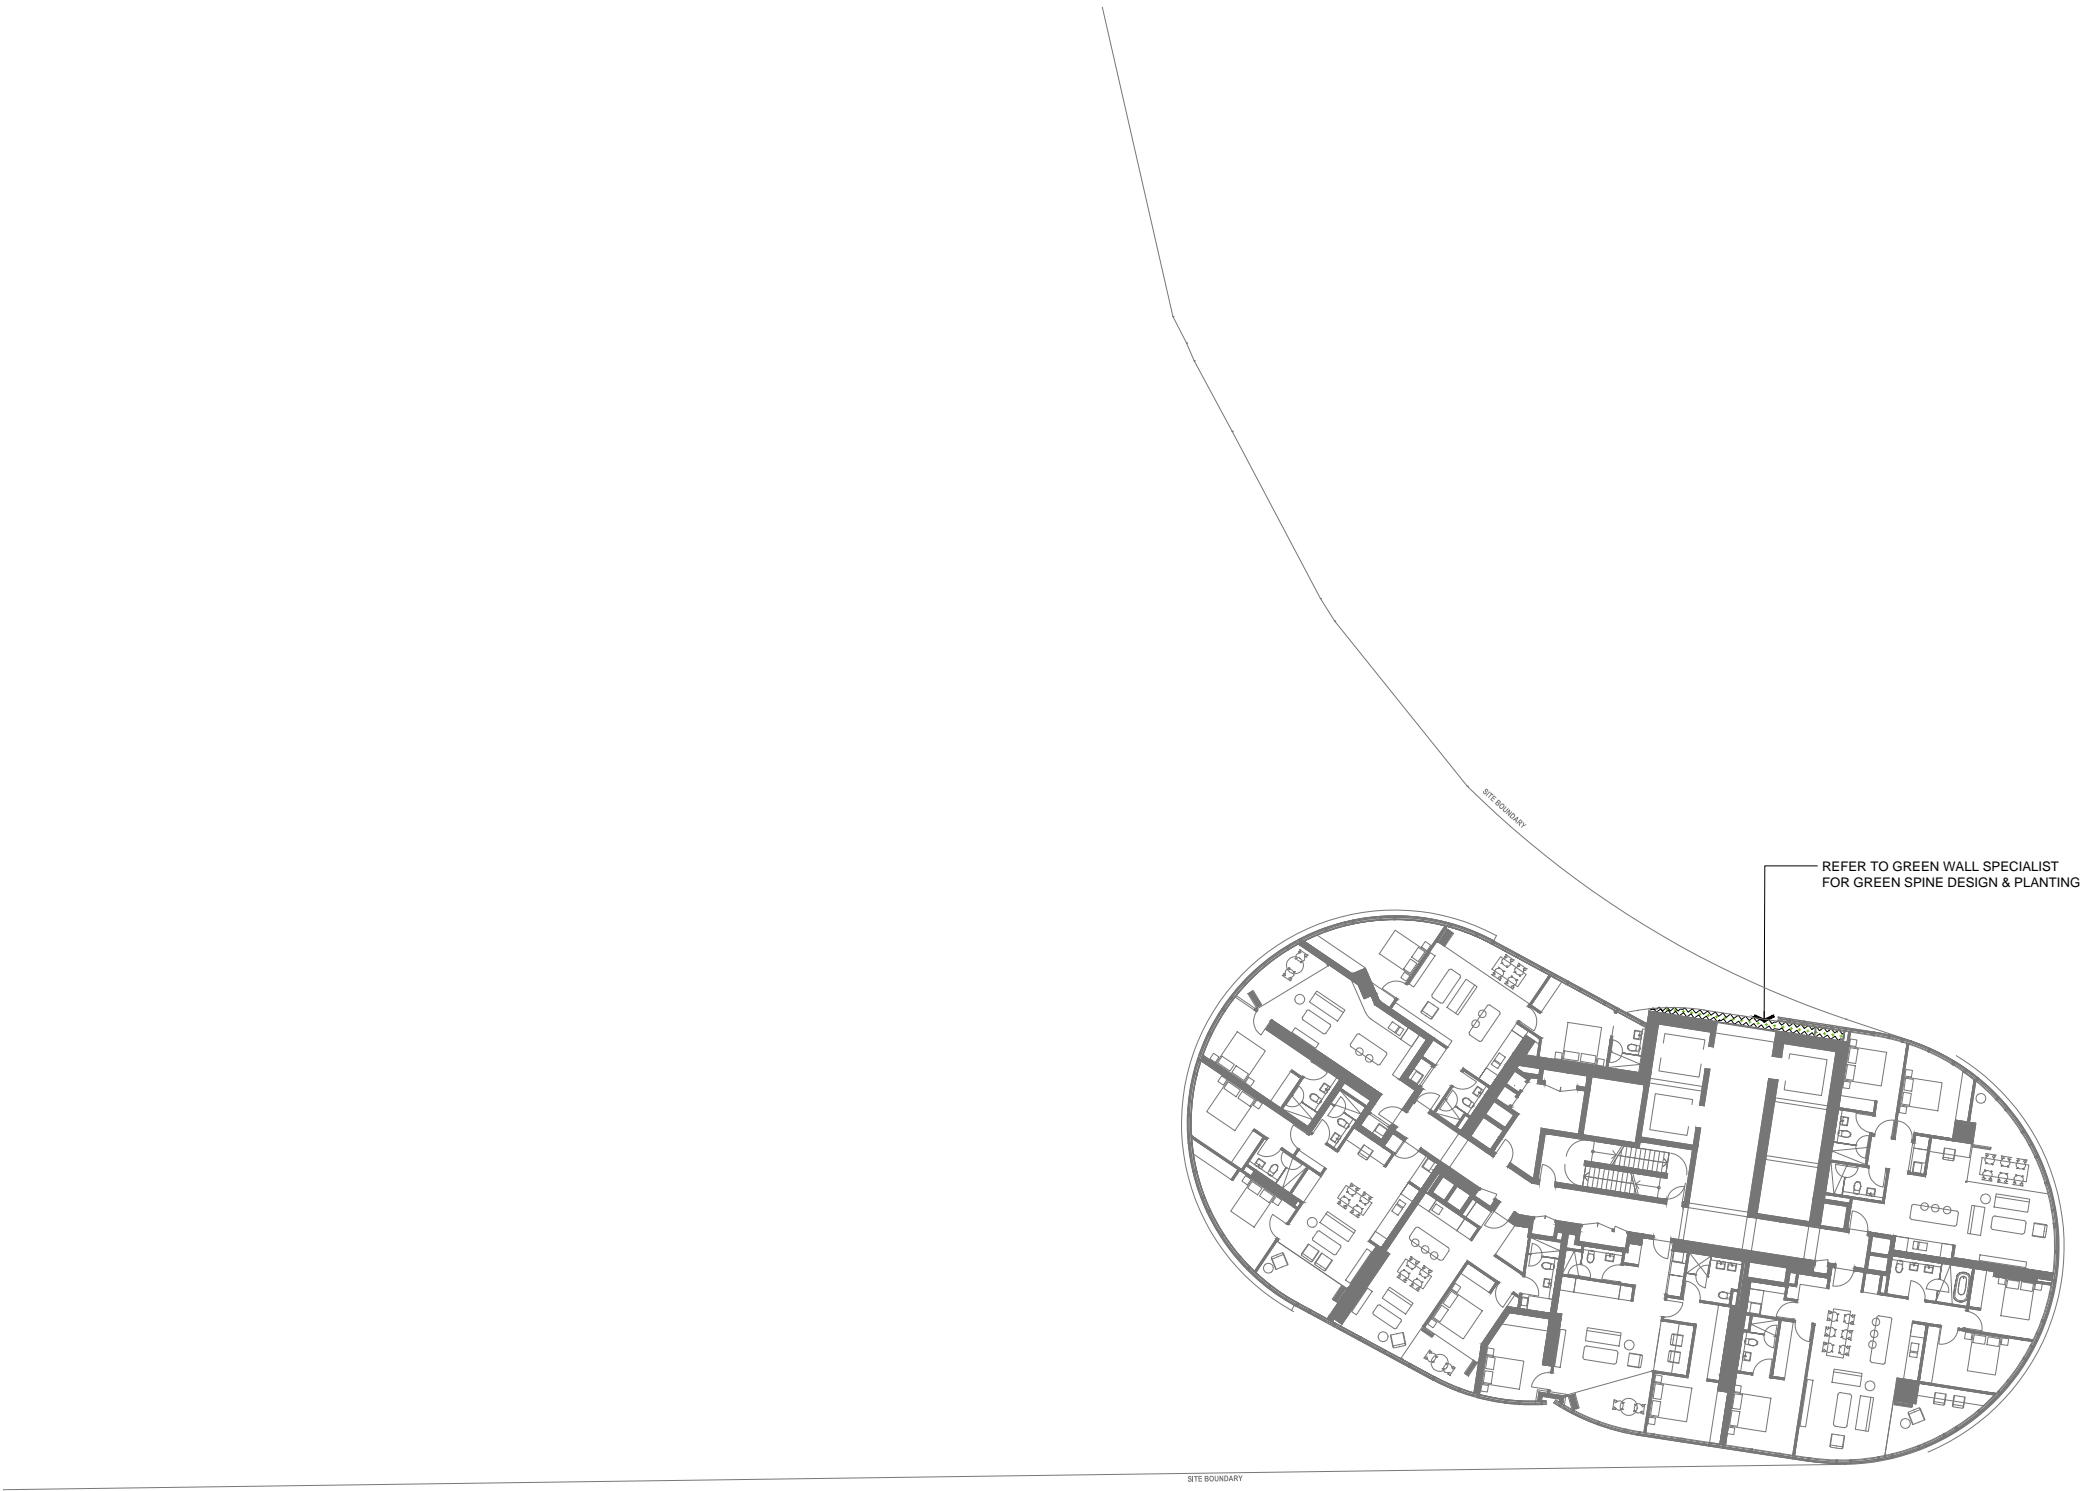 SITE BOUNDARY
REFER TO GREEN WALL SPECIALIST
FOR GREEN SPINE DESIGN & PLANTING
SITE BOUNDARY